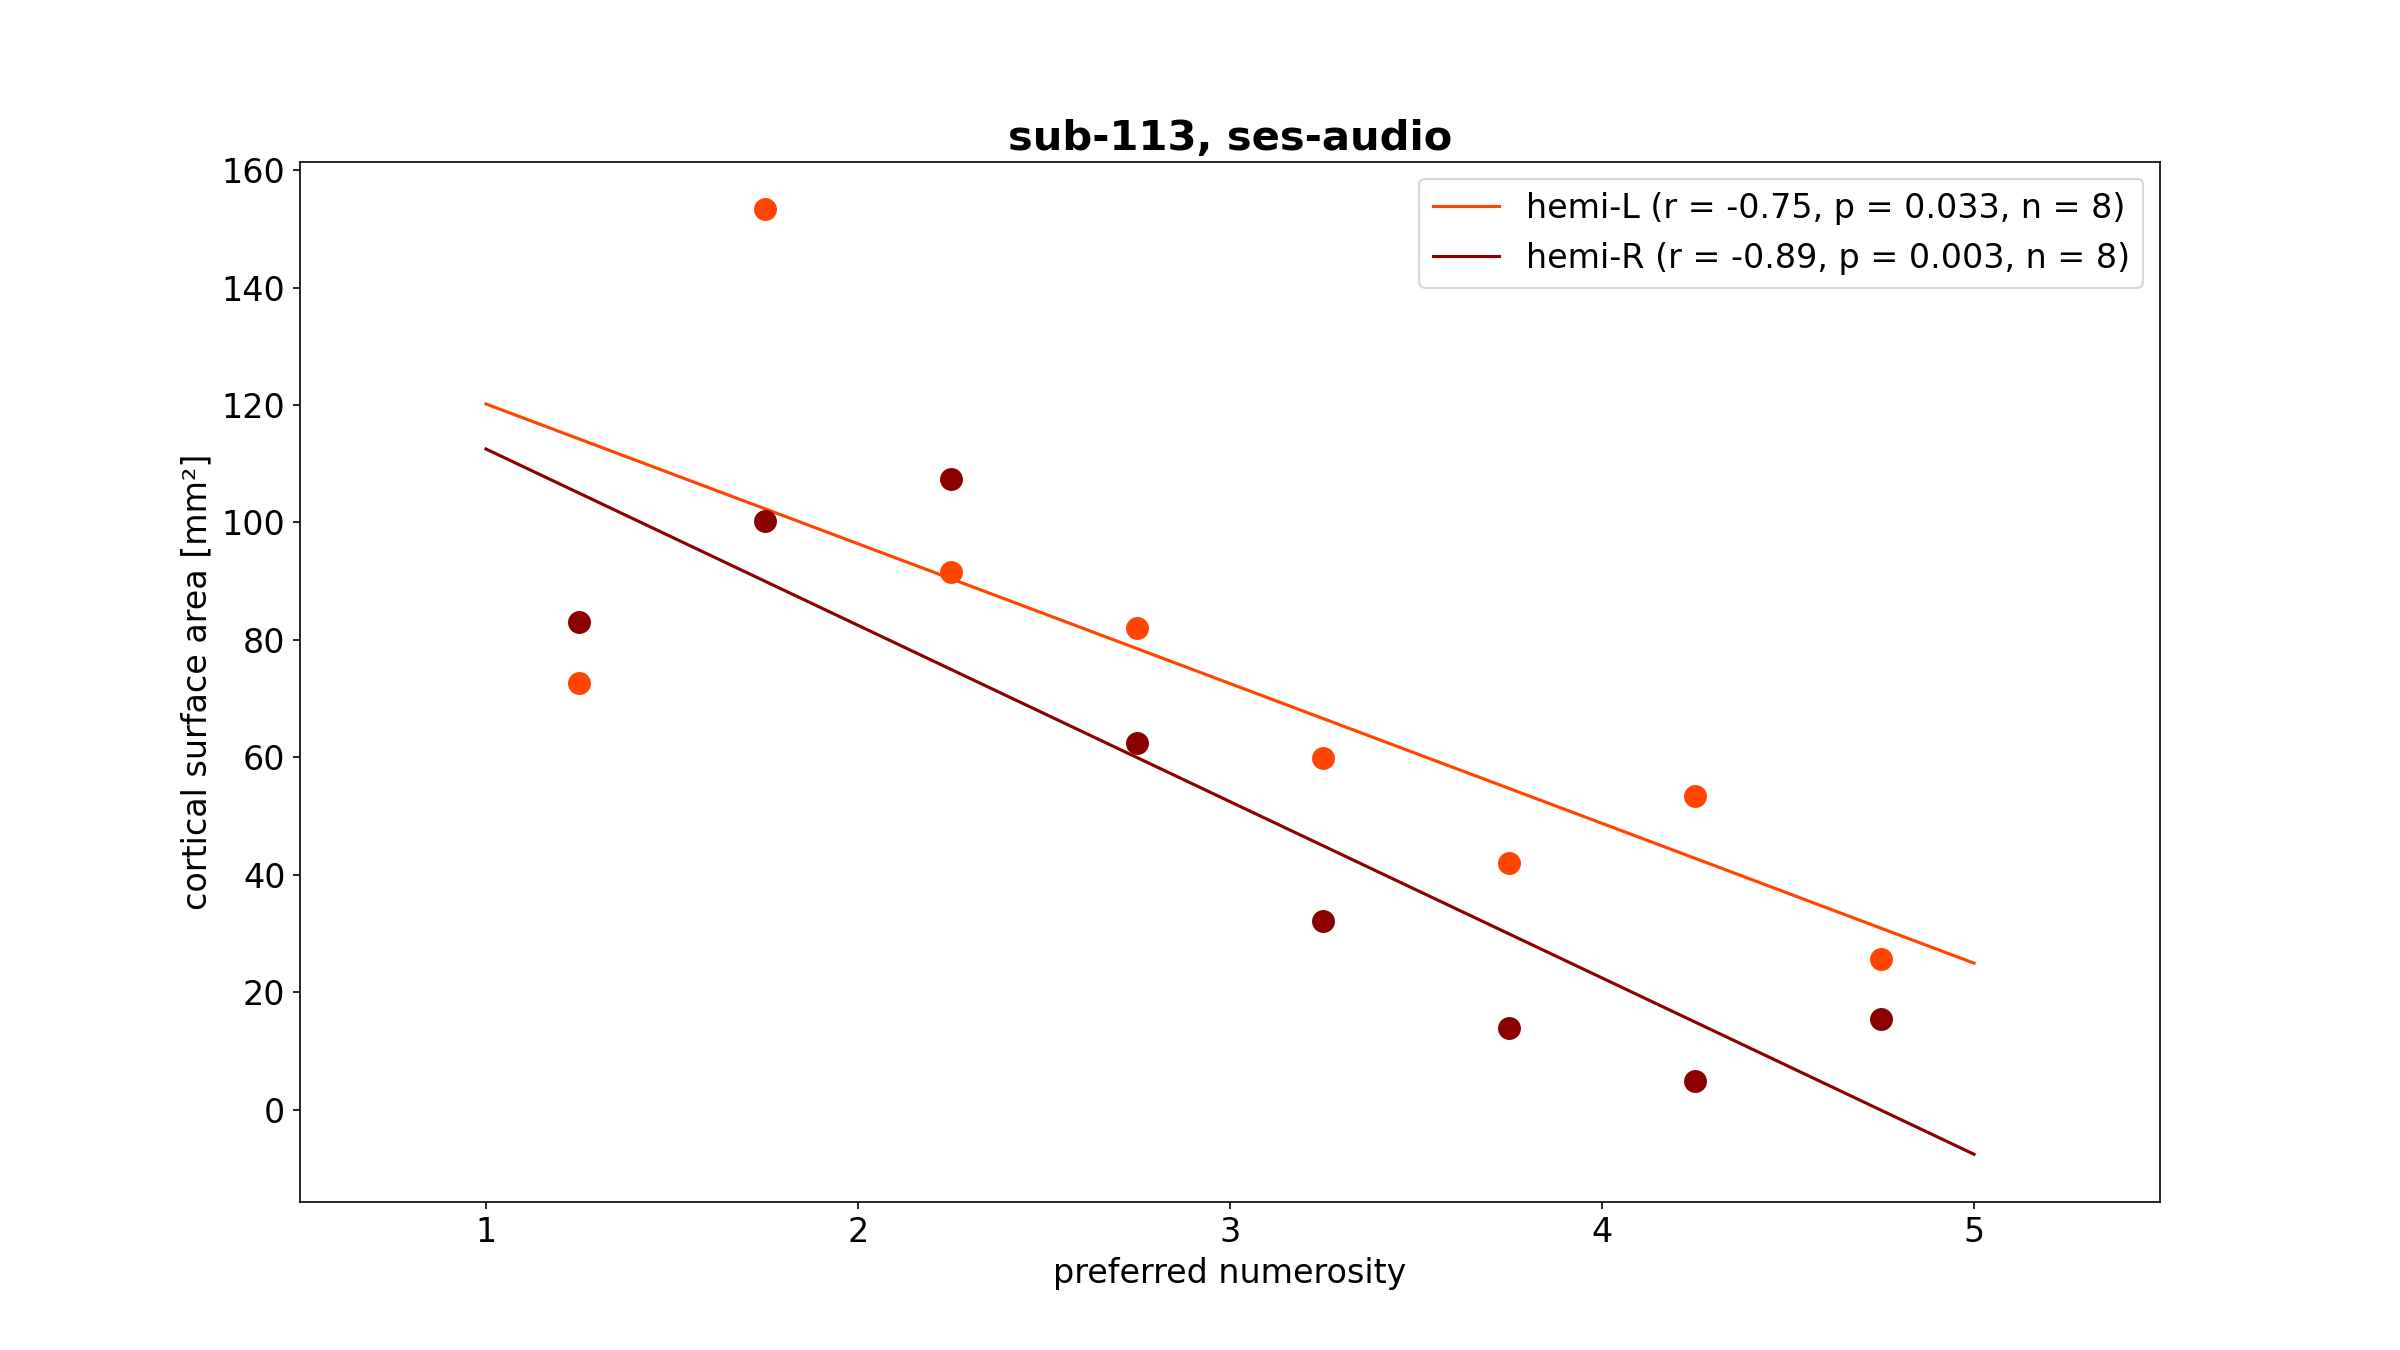 sub-113, ses-audio
hemi-L (r = -0.75, p = 0.033, n = 8)
hemi-R (r = -0.89, p = 0.003, n = 8)
cortical surface area [mm²]
160
140
120
100
80
60
40
20
0
1 2 3 4 5
preferred numerosity